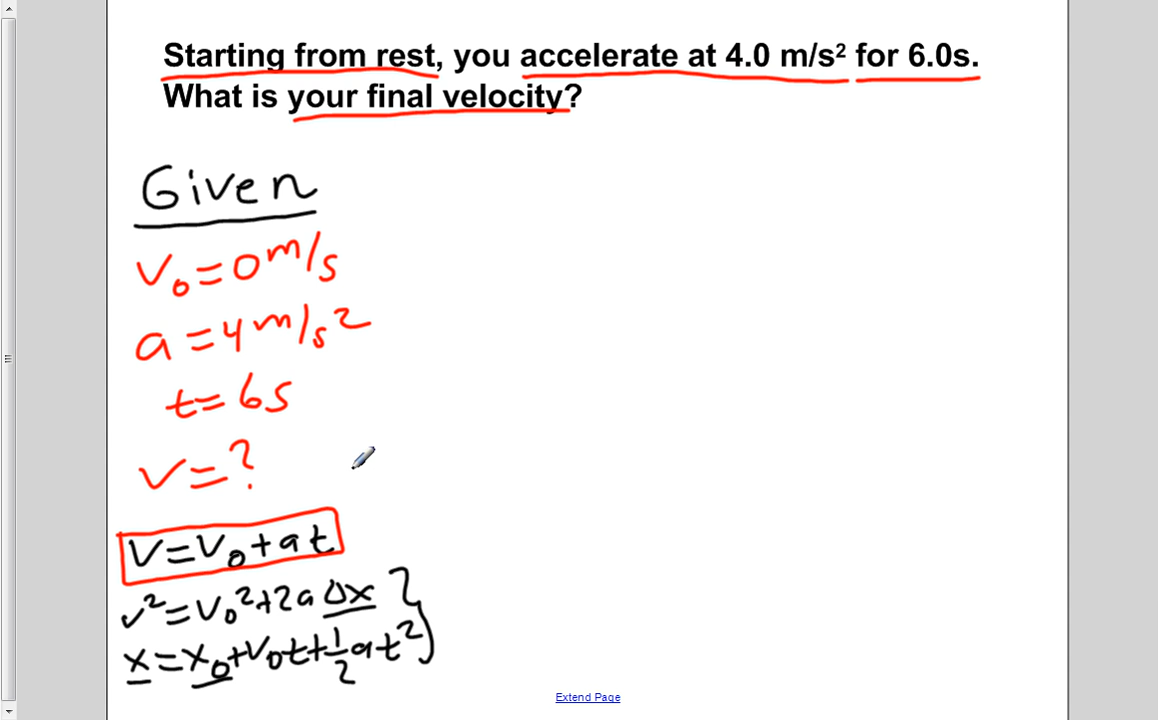 Starting from rest, you accelerate at 4.0 m/s² for 6.0s.
What is your final velocity?
Given
v₀=0m/s
a=4m/s²
t=6s
v=?
V=V₀+at
v²=V₀²+2aΔx
x=x₀+V₀t+½at²
Extend Page